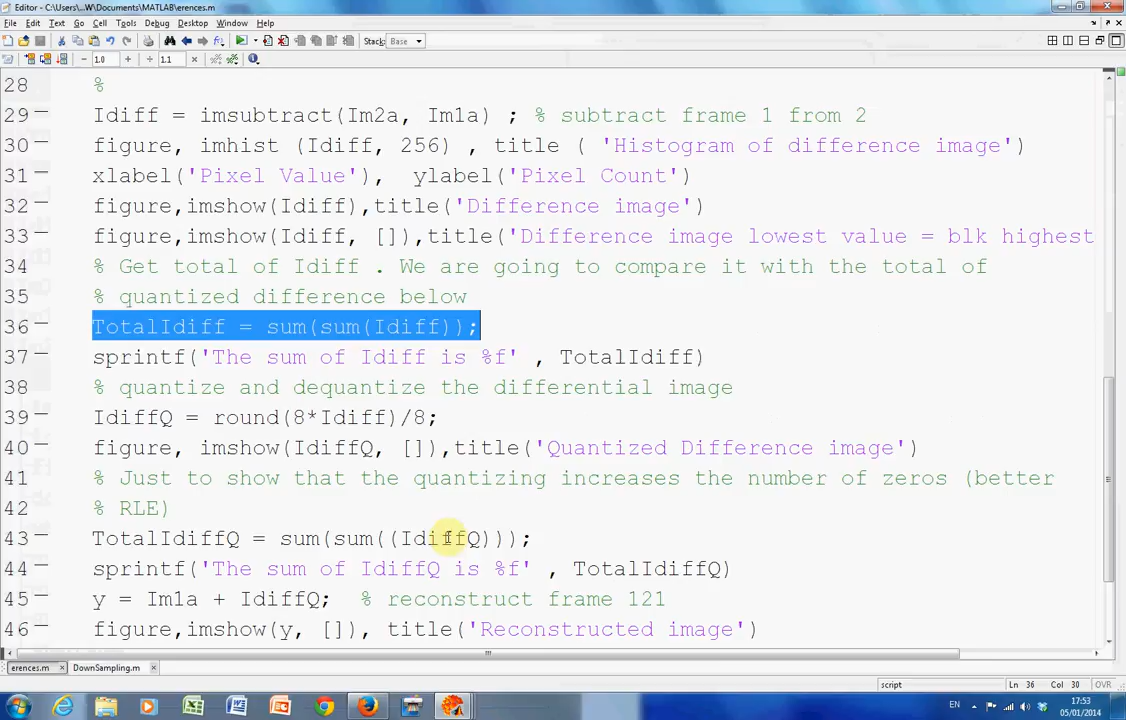 Editor - C:\Users\...W\Documents\MATLAB\erences.m
File Edit Text Go Cell Tools Debug Desktop Window Help
Stack: Base
1.0 1.1
28 %
29 Idiff = imsubtract(Im2a, Im1a) ; % subtract frame 1 from 2
30 figure, imhist (Idiff, 256) , title ( 'Histogram of difference image')
31 xlabel('Pixel Value'), ylabel('Pixel Count')
32 figure,imshow(Idiff),title('Difference image')
33 figure,imshow(Idiff, []),title('Difference image lowest value = blk highest
34 % Get total of Idiff . We are going to compare it with the total of
35 % quantized difference below
36 TotalIdiff = sum(sum(Idiff));
37 sprintf('The sum of Idiff is %f' , TotalIdiff)
38 % quantize and dequantize the differential image
39 IdiffQ = round(8*Idiff)/8;
40 figure, imshow(IdiffQ, []),title('Quantized Difference image')
41 % Just to show that the quantizing increases the number of zeros (better
42 % RLE)
43 TotalIdiffQ = sum(sum((IdiffQ)));
44 sprintf('The sum of IdiffQ is %f' , TotalIdiffQ)
45 y = Im1a + IdiffQ; % reconstruct frame 121
46 figure,imshow(y, []), title('Reconstructed image')
erences.m DownSampling.m
script Ln 36 Col 30 OVR
EN 17:53
05/01/2014